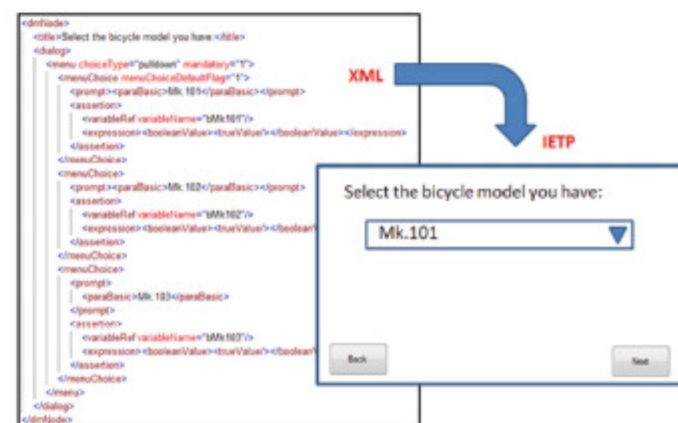 <dmNode>
<title>Select the bicycle model you have:</title>
<dialog>
<menu choiceType="pulldown" mandatory="1">
<menuChoice menuChoiceDefaultFlag="1">
<prompt><paraBasic>Mk.101</paraBasic></prompt>
<assertion>
<variableRef variableName="bMk101"/>
<expression><booleanValue><trueValue/></booleanValue></expression>
</assertion>
</menuChoice>
<menuChoice>
<prompt><paraBasic>Mk.102</paraBasic></prompt>
<assertion>
<variableRef variableName="bMk102"/>
<expression><booleanValue><trueValue/></booleanV
</assertion>
</menuChoice>
<menuChoice>
<prompt>
<paraBasic>Mk.103</paraBasic>
</prompt>
<assertion>
<variableRef variableName="bMk103"/>
<expression><booleanValue><trueValue/></booleanV
</assertion>
</menuChoice>
</menu>
</dialog>
</dmNode>
XML
IETP
Select the bicycle model you have:
Mk.101
Back
Next